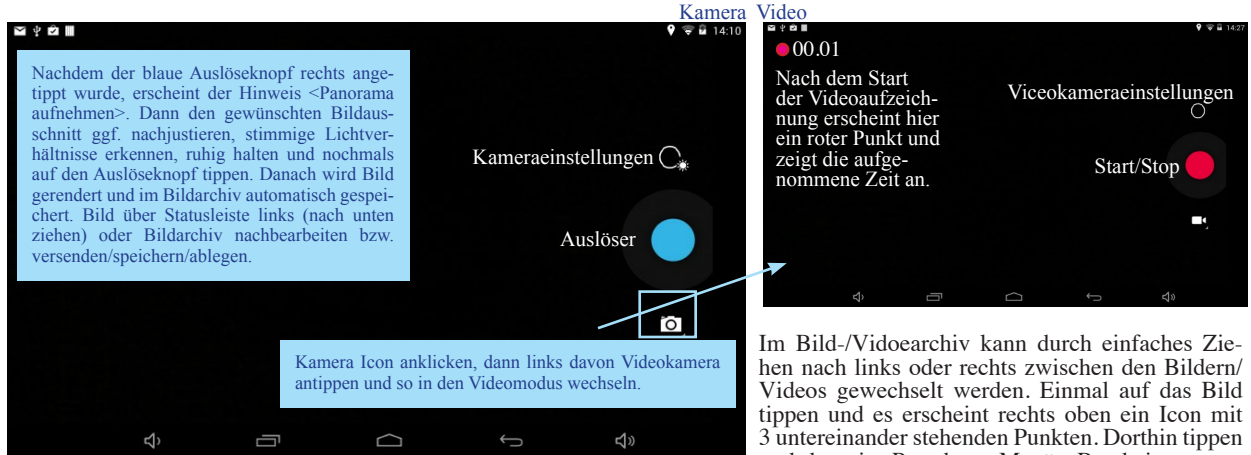 Kamera Video
14:10
Nachdem der blaue Auslöseknopf rechts ange-
tippt wurde, erscheint der Hinweis <Panorama
aufnehmen>. Dann den gewünschten Bildaus-
schnitt ggf. nachjustieren, stimmige Lichtver-
hältnisse erkennen, ruhig halten und nochmals
auf den Auslöseknopf tippen. Danach wird Bild
gerendert und im Bildarchiv automatisch gespei-
chert. Bild über Statusleiste links (nach unten
ziehen) oder Bildarchiv nachbearbeiten bzw.
versenden/speichern/ablegen.
Kameraeinstellungen
Auslöser
Kamera Icon anklicken, dann links davon Videokamera
antippen und so in den Videomodus wechseln.
14:27
00.01
Nach dem Start
der Videoaufzeich-
nung erscheint hier
ein roter Punkt und
zeigt die aufge-
nommene Zeit an.
Viceokameraeinstellungen
Start/Stop
Im Bild-/Vidoearchiv kann durch einfaches Zie-
hen nach links oder rechts zwischen den Bildern/
Videos gewechselt werden. Einmal auf das Bild
tippen und es erscheint rechts oben ein Icon mit
3 untereinander stehenden Punkten. Dorthin tippen